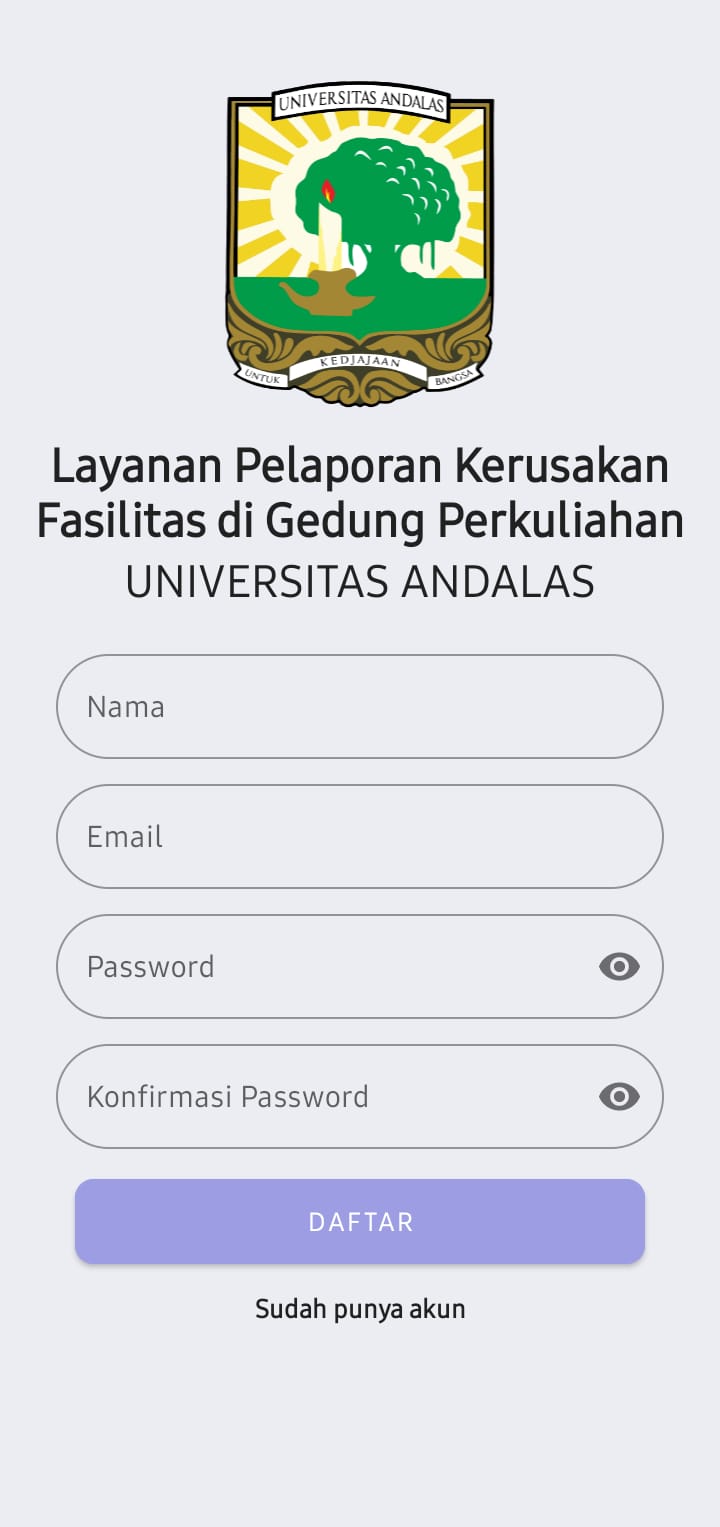 UNIVERSITAS ANDALAS
KEDJAJAAN
UNTUK
BANGSA
Layanan Pelaporan Kerusakan
Fasilitas di Gedung Perkuliahan
UNIVERSITAS ANDALAS
Nama
Email
Password
Konfirmasi Password
DAFTAR
Sudah punya akun